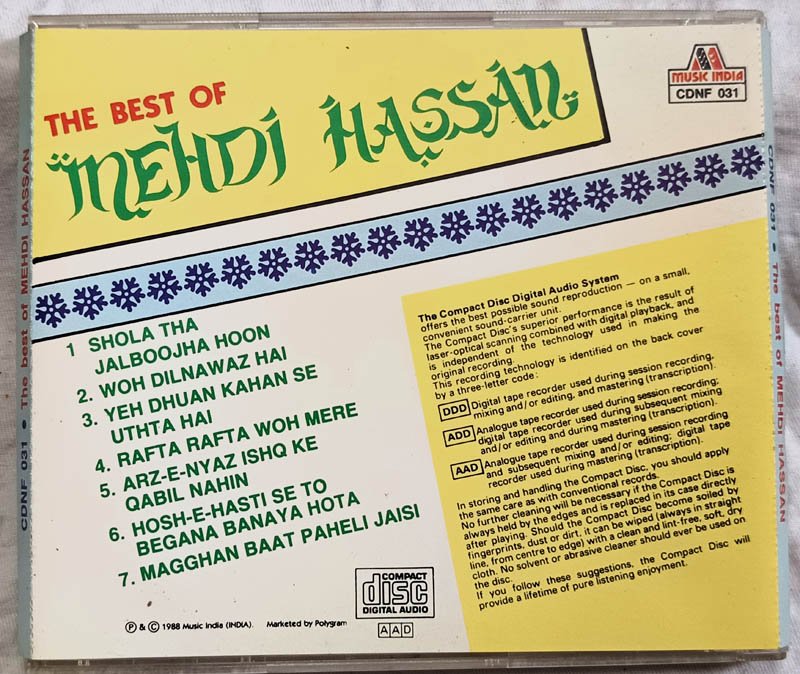 THE BEST OF
MEHDI HASSAN
MUSIC INDIA
CDNF 031
CDNF 031 • The best of MEHDI HASSAN
1 SHOLA THA
JALBOOJHA HOON
2. WOH DILNAWAZ HAI
3. YEH DHUAN KAHAN SE
UTHTA HAI
4. RAFTA RAFTA WOH MERE
5. ARZ-E-NYAZ ISHQ KE
QABIL NAHIN
6. HOSH-E-HASTI SE TO
BEGANA BANAYA HOTA
7. MAGGHAN BAAT PAHELI JAISI
The Compact Disc Digital Audio System
offers the best possible sound reproduction — on a small,
convenient sound-carrier unit.
The Compact Disc's superior performance is the result of
laser-optical scanning combined with digital playback, and
is independent of the technology used in making the
original recording.
This recording technology is identified on the back cover
by a three-letter code :
DDD Digital tape recorder used during session recording,
mixing and/or editing, and mastering (transcription).
ADD Analogue tape recorder used during session recording;
digital tape recorder used during subsequent mixing
and/or editing and during mastering (transcription).
AAD Analogue tape recorder used during session recording
and subsequent mixing and/or editing; digital tape
recorder used during mastering (transcription).
In storing and handling the Compact Disc, you should apply
the same care as with conventional records.
No further cleaning will be necessary if the Compact Disc is
always held by the edges and is replaced in its case directly
after playing. Should the Compact Disc become soiled by
fingerprints, dust or dirt, it can be wiped (always in straight
line, from centre to edge) with a clean and lint-free, soft, dry
cloth. No solvent or abrasive cleaner should ever be used on
the disc.
If you follow these suggestions, the Compact Disc will
provide a lifetime of pure listening enjoyment.
COMPACT
disc
DIGITAL AUDIO
AAD
Ⓟ & © 1988 Music India (INDIA). Marketed by Polygram
CDNF 031 • The best of MEHDI HASSAN